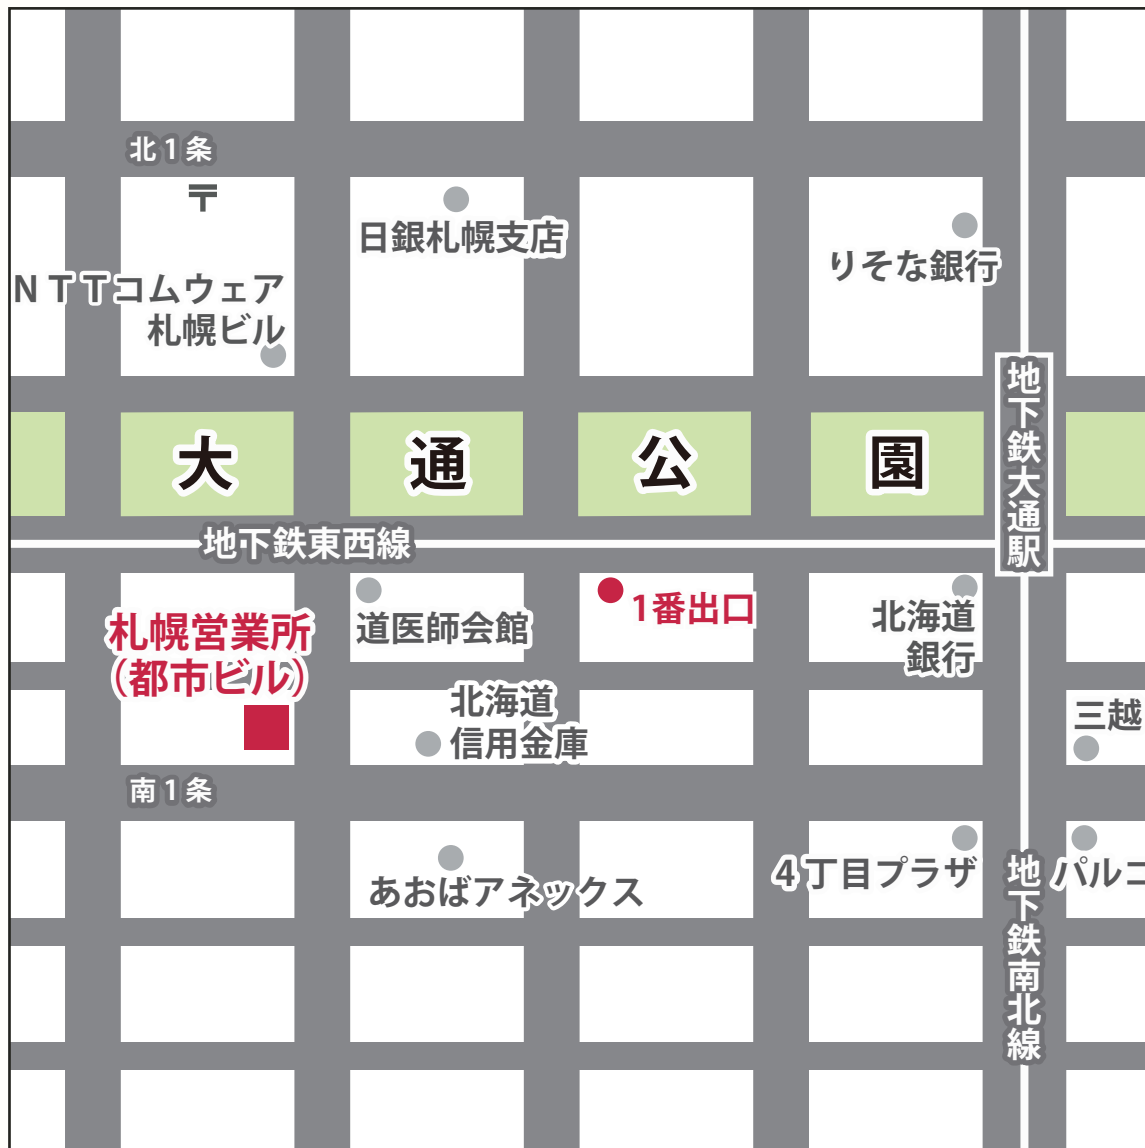 北1条
〒
日銀札幌支店
りそな銀行
NTTコムウェア
札幌ビル
地下鉄大通駅
大通公園
地下鉄東西線
札幌営業所
（都市ビル）
道医師会館
1番出口
北海道
銀行
北海道
信用金庫
三越
南1条
あおばアネックス
4丁目プラザ
パルコ
地下鉄南北線